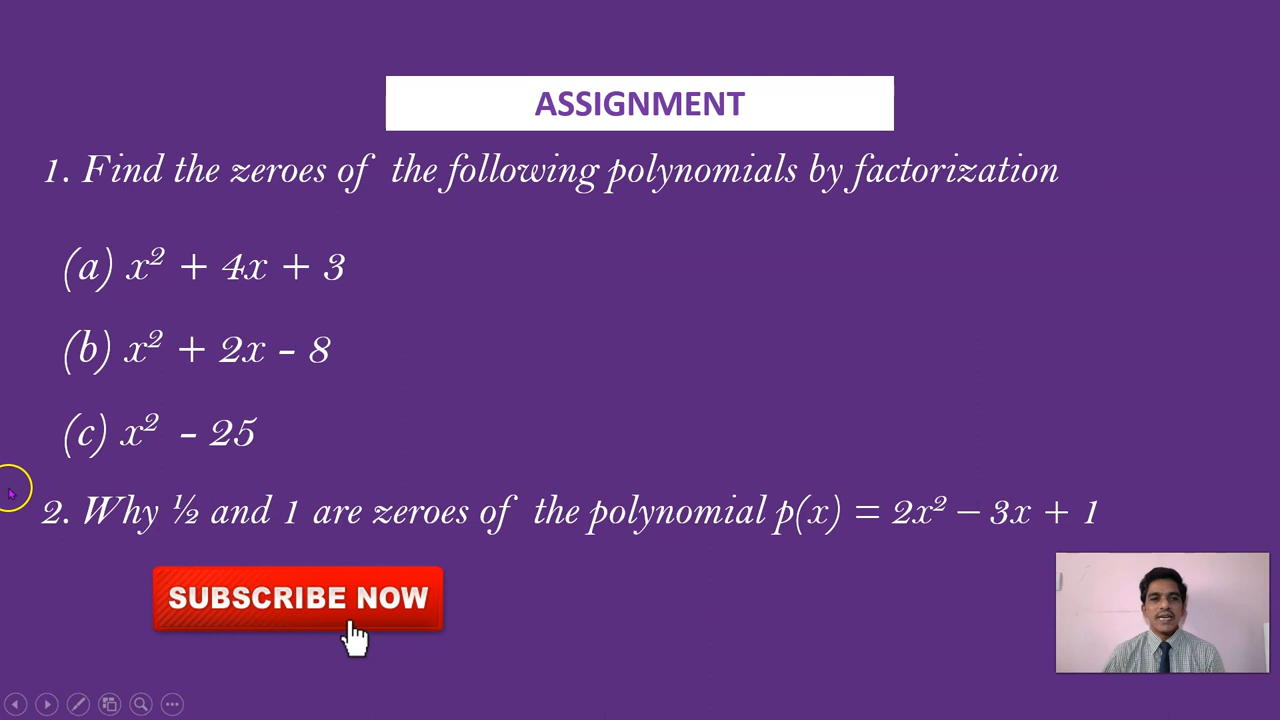 ASSIGNMENT
1. Find the zeroes of the following polynomials by factorization
(a) x² + 4x + 3
(b) x² + 2x - 8
(c) x² - 25
2. Why ½ and 1 are zeroes of the polynomial p(x) = 2x² – 3x + 1
SUBSCRIBE NOW